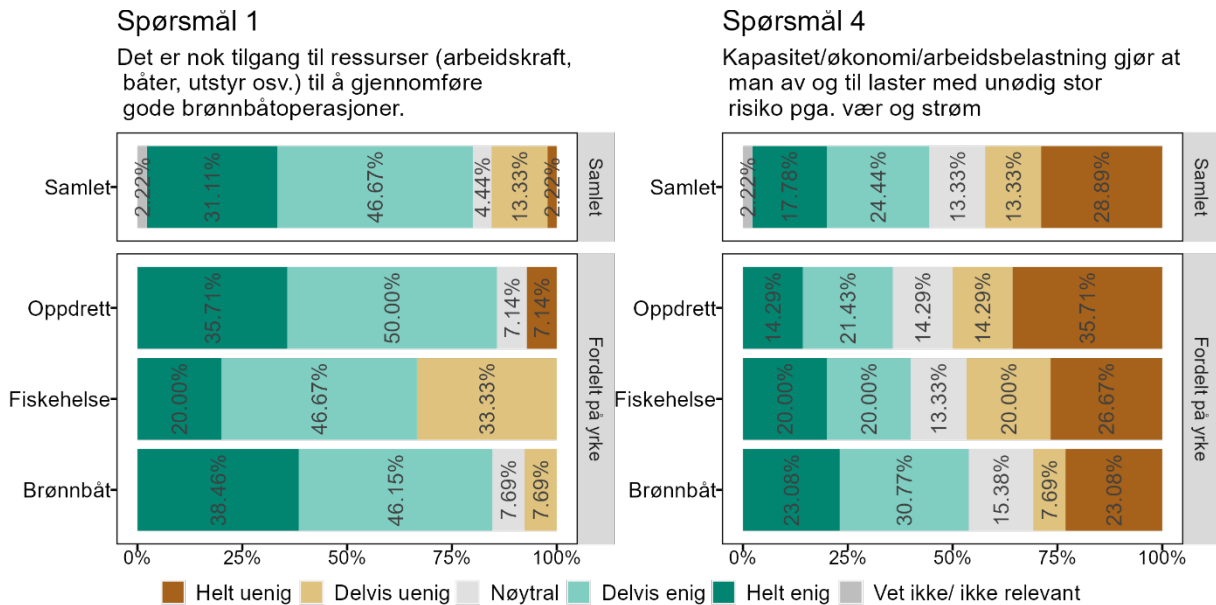 Spørsmål 1
Det er nok tilgang til ressurser (arbeidskraft,
båter, utstyr osv.) til å gjennomføre
gode brønnbåtoperasjoner.
Samlet
2.22%
31.11%
46.67%
4.44%
13.33%
2.22%
Samlet
Oppdrett
35.71%
50.00%
7.14%
7.14%
Fiskehelse
20.00%
46.67%
33.33%
Brønnbåt
38.46%
46.15%
7.69%
7.69%
Fordelt på yrke
0%
25%
50%
75%
100%
Spørsmål 4
Kapasitet/økonomi/arbeidsbelastning gjør at
man av og til laster med unødig stor
risiko pga. vær og strøm
Samlet
2.22%
17.78%
24.44%
13.33%
13.33%
28.89%
Samlet
Oppdrett
14.29%
21.43%
14.29%
14.29%
35.71%
Fiskehelse
20.00%
20.00%
13.33%
20.00%
26.67%
Brønnbåt
23.08%
30.77%
15.38%
7.69%
23.08%
Fordelt på yrke
0%
25%
50%
75%
100%
Helt uenig
Delvis uenig
Nøytral
Delvis enig
Helt enig
Vet ikke/ ikke relevant